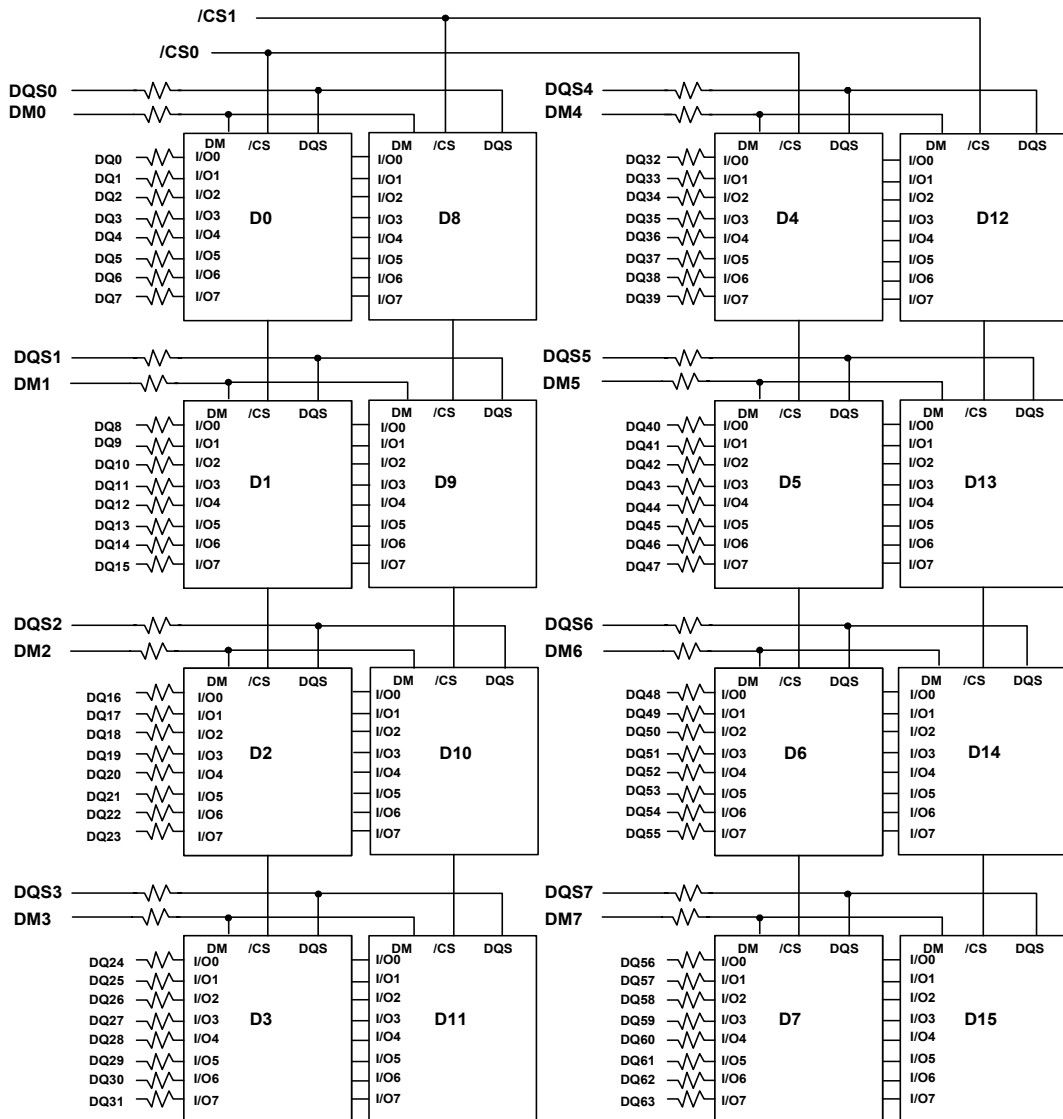 /CS1
/CS0
DQS0 DQS4
DM0 DM4
DM /CS DQS DM /CS DQS DM /CS DQS DM /CS DQS
DQ0 I/O0 I/O0 DQ32 I/O0 I/O0
DQ1 I/O1 I/O1 DQ33 I/O1 I/O1
DQ2 I/O2 I/O2 DQ34 I/O2 I/O2
DQ3 I/O3 D0 I/O3 D8 DQ35 I/O3 D4 I/O3 D12
DQ4 I/O4 I/O4 DQ36 I/O4 I/O4
DQ5 I/O5 I/O5 DQ37 I/O5 I/O5
DQ6 I/O6 I/O6 DQ38 I/O6 I/O6
DQ7 I/O7 I/O7 DQ39 I/O7 I/O7
DQS1 DQS5
DM1 DM5
DM /CS DQS DM /CS DQS DM /CS DQS DM /CS DQS
DQ8 I/O0 I/O0 DQ40 I/O0 I/O0
DQ9 I/O1 I/O1 DQ41 I/O1 I/O1
DQ10 I/O2 I/O2 DQ42 I/O2 I/O2
DQ11 I/O3 D1 I/O3 D9 DQ43 I/O3 D5 I/O3 D13
DQ12 I/O4 I/O4 DQ44 I/O4 I/O4
DQ13 I/O5 I/O5 DQ45 I/O5 I/O5
DQ14 I/O6 I/O6 DQ46 I/O6 I/O6
DQ15 I/O7 I/O7 DQ47 I/O7 I/O7
DQS2 DQS6
DM2 DM6
DM /CS DQS DM /CS DQS DM /CS DQS DM /CS DQS
DQ16 I/O0 I/O0 DQ48 I/O0 I/O0
DQ17 I/O1 I/O1 DQ49 I/O1 I/O1
DQ18 I/O2 I/O2 DQ50 I/O2 I/O2
DQ19 I/O3 D2 I/O3 D10 DQ51 I/O3 D6 I/O3 D14
DQ20 I/O4 I/O4 DQ52 I/O4 I/O4
DQ21 I/O5 I/O5 DQ53 I/O5 I/O5
DQ22 I/O6 I/O6 DQ54 I/O6 I/O6
DQ23 I/O7 I/O7 DQ55 I/O7 I/O7
DQS3 DQS7
DM3 DM7
DM /CS DQS DM /CS DQS DM /CS DQS DM /CS DQS
DQ24 I/O0 I/O0 DQ56 I/O0 I/O0
DQ25 I/O1 I/O1 DQ57 I/O1 I/O1
DQ26 I/O2 I/O2 DQ58 I/O2 I/O2
DQ27 I/O3 D3 I/O3 D11 DQ59 I/O3 D7 I/O3 D15
DQ28 I/O4 I/O4 DQ60 I/O4 I/O4
DQ29 I/O5 I/O5 DQ61 I/O5 I/O5
DQ30 I/O6 I/O6 DQ62 I/O6 I/O6
DQ31 I/O7 I/O7 DQ63 I/O7 I/O7